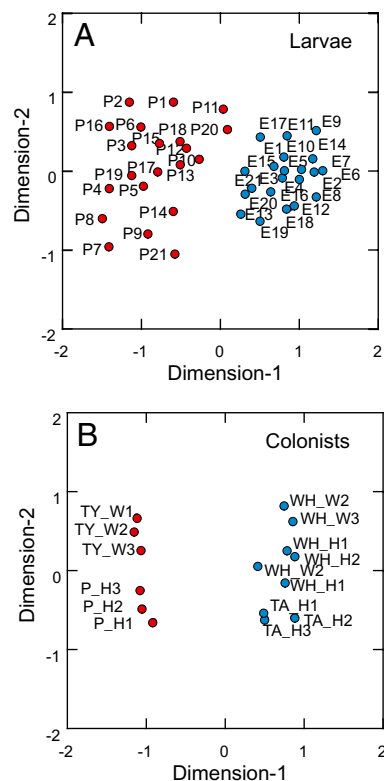 2
A
Larvae
P2
P1
P11
E17
E11
E9
P16
P6
P18
P20
E10
E14
P15
E1
P3
P12
E15
E5
E7
P10
P17
P13
E3
E6
P19
E21
E4
E2
P4
P5
E16
E8
E20
P14
E13
E12
P8
E18
P9
E19
P7
P21
1
0
-1
-2
Dimension-2
-2
-1
0
1
2
Dimension-1
2
B
Colonists
WH_W2
TY_W1
WH_W3
TY_W2
TY_W3
WH_H1
WH_H2
WH_W2
P_H3
WH_H1
P_H2
TA_H1
P_H1
TA_H2
TA_H3
1
0
-1
-2
Dimension-2
-2
-1
0
1
2
Dimension-1